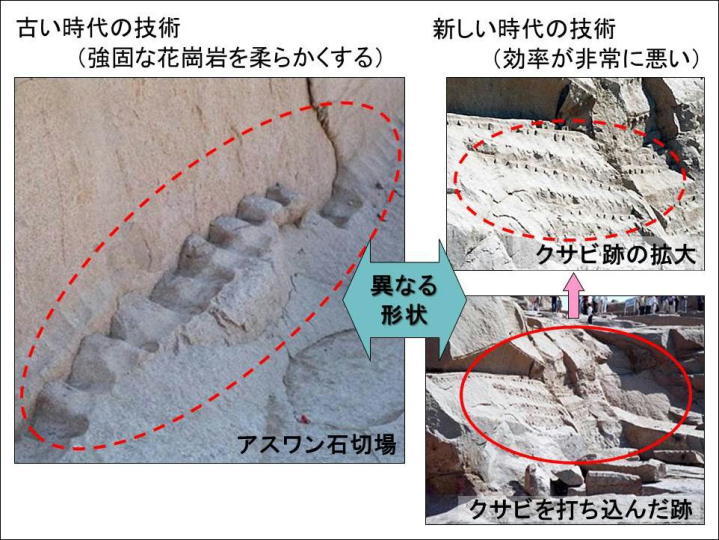 古い時代の技術
（強固な花崗岩を柔らかくする）
新しい時代の技術
（効率が非常に悪い）
クサビ跡の拡大
異なる
形状
アスワン石切場
クサビを打ち込んだ跡